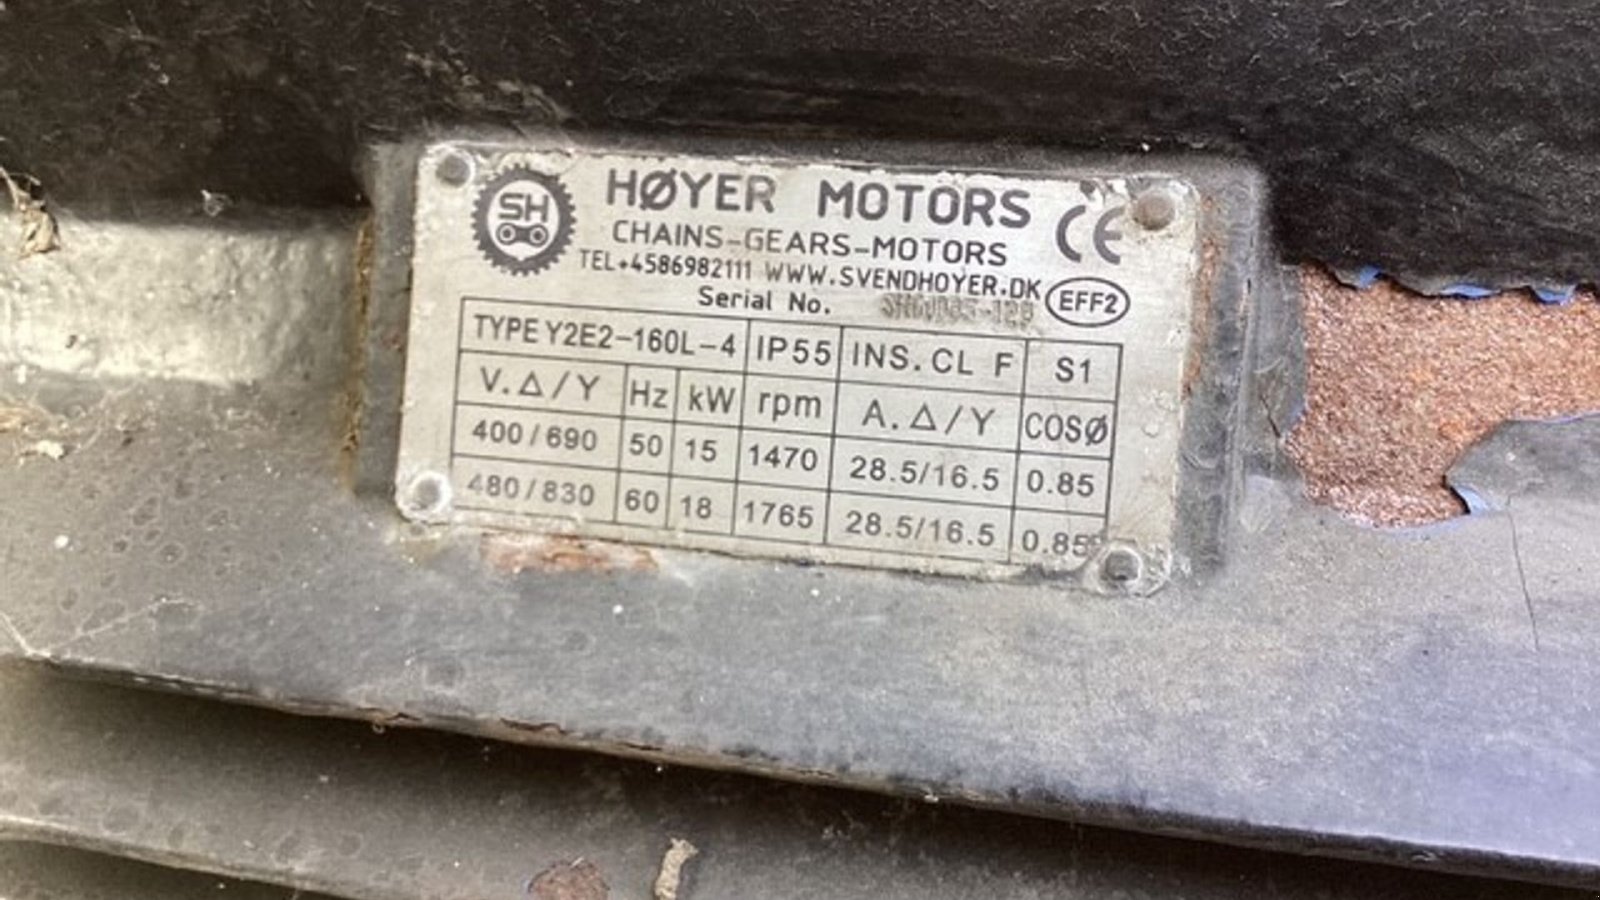 SH
HØYER MOTORS
CHAINS-GEARS-MOTORS
TEL+4586982111 WWW.SVENDHOYER.DK
CE
EFF2
Serial No.
TYPE Y2E2-160L-4 IP55 INS. CL F S1
V. Δ/Y Hz kW rpm A. Δ/Y COSØ
400/690 50 15 1470 28.5/16.5 0.85
480/830 60 18 1765 28.5/16.5 0.85